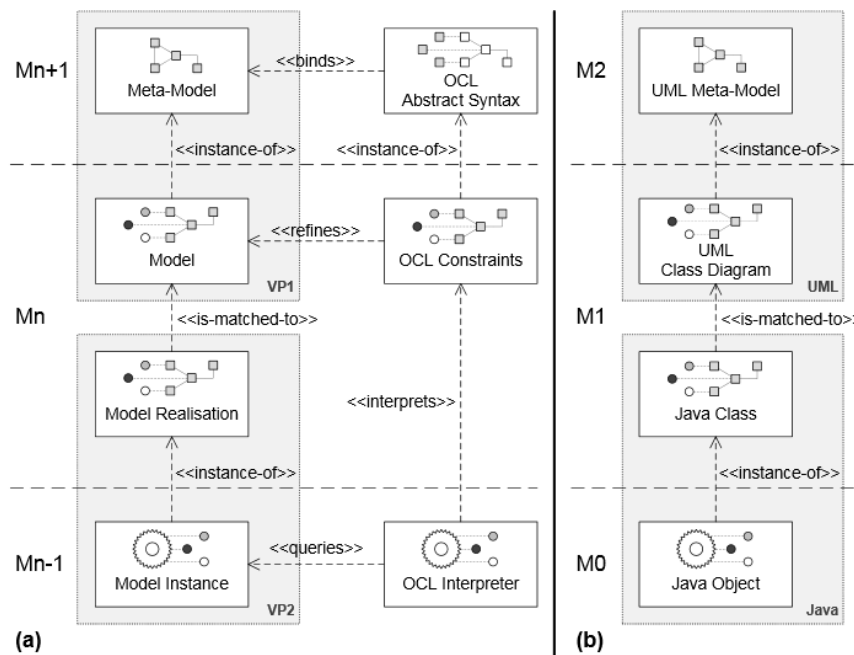 Mn+1
Meta-Model
<<binds>>
OCL
Abstract Syntax
M2
UML Meta-Model
<<instance-of>>
<<instance-of>>
<<instance-of>>
Model
<<refines>>
OCL Constraints
UML
Class Diagram
VP1
UML
Mn
<<is-matched-to>>
M1
<<is-matched-to>>
Model Realisation
<<interprets>>
Java Class
<<instance-of>>
<<instance-of>>
Mn-1
Model Instance
<<queries>>
OCL Interpreter
M0
Java Object
VP2
Java
(a)
(b)